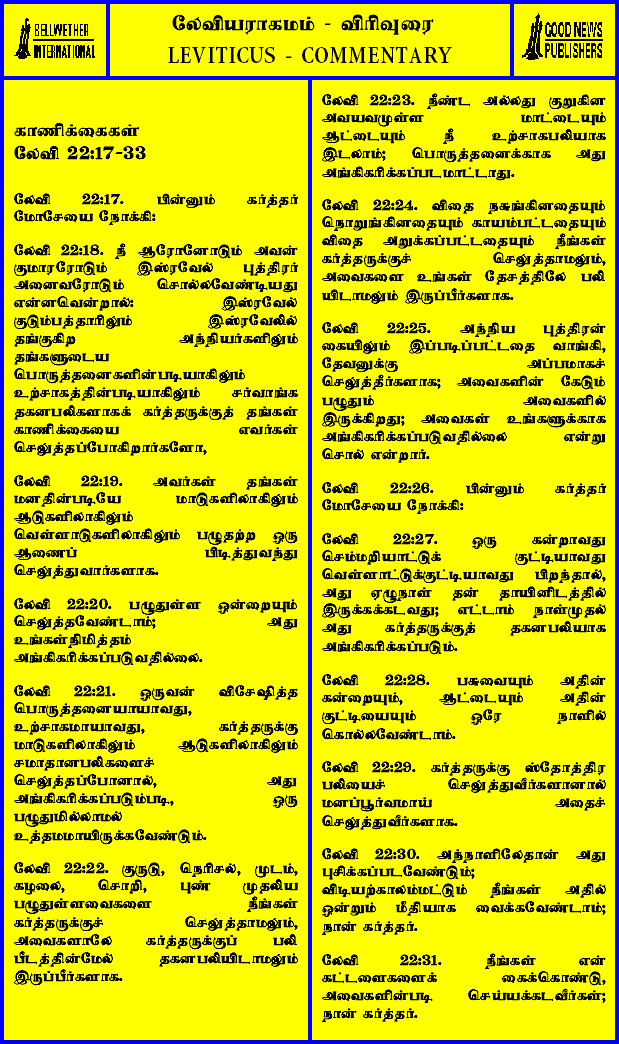 BELLWETHER
INTERNATIONAL
லேவியராகமம் - விரிவுரை
LEVITICUS - COMMENTARY
GOOD NEWS
PUBLISHERS
காணிக்கைகள்
லேவி 22:17-33
லேவி 22:17. பின்னும் கர்த்தர்
மோசேயை நோக்கி:
லேவி 22:18. நீ ஆரோனோடும் அவன்
குமாரரோடும் இஸ்ரவேல் புத்திரர்
அனைவரோடும் சொல்லவேண்டியது
என்னவென்றால்: இஸ்ரவேல்
குடும்பத்தாரிலும் இஸ்ரவேலில்
தங்குகிற அந்நியர்களிலும்
தங்களுடைய
பொருத்தனைகளின்படியாகிலும்
உற்சாகத்தின்படியாகிலும் சர்வாங்க
தகனபலிகளாகக் கர்த்தருக்குத் தங்கள்
காணிக்கையை எவர்கள்
செலுத்தப்போகிறார்களோ,
லேவி 22:19. அவர்கள் தங்கள்
மனதின்படியே மாடுகளிலாகிலும்
ஆடுகளிலாகிலும்
வெள்ளாடுகளிலாகிலும் பழுதற்ற ஒரு
ஆணைப் பிடித்துவந்து
செலுத்துவார்களாக.
லேவி 22:20. பழுதுள்ள ஒன்றையும்
செலுத்தவேண்டாம்; அது
உங்கள்நிமித்தம்
அங்கிகரிக்கப்படுவதில்லை.
லேவி 22:21. ஒருவன் விசேஷித்த
பொருத்தனையாயாவது,
உற்சாகமாயாவது, கர்த்தருக்கு
மாடுகளிலாகிலும் ஆடுகளிலாகிலும்
சமாதானபலிகளைச்
செலுத்தப்போனால், அது
அங்கிகரிக்கப்படும்படி, ஒரு
பழுதுமில்லாமல்
உத்தமமாயிருக்கவேண்டும்.
லேவி 22:22. குருடு, நெரிசல், முடம்,
கழலை, சொறி, புண் முதலிய
பழுதுள்ளவைகளை நீங்கள்
கர்த்தருக்குச் செலுத்தாமலும்,
அவைகளாலே கர்த்தருக்குப் பலி
பீடத்தின்மேல் தகனபலியிடாமலும்
இருப்பீர்களாக.
லேவி 22:23. நீண்ட அல்லது குறுகின
அவயவமுள்ள மாட்டையும்
ஆட்டையும் நீ உற்சாகபலியாக
இடலாம்; பொருத்தனைக்காக அது
அங்கிகரிக்கப்படமாட்டாது.
லேவி 22:24. விதை நசுங்கினதையும்
நொறுங்கினதையும் காயம்பட்டதையும்
விதை அறுக்கப்பட்டதையும் நீங்கள்
கர்த்தருக்குச் செலுத்தாமலும்,
அவைகளை உங்கள் தேசத்திலே பலி
யிடாமலும் இருப்பீர்களாக.
லேவி 22:25. அந்நிய புத்திரன்
கையிலும் இப்படிப்பட்டதை வாங்கி,
தேவனுக்கு அப்பமாகச்
செலுத்தீர்களாக; அவைகளின் கேடும்
பழுதும் அவைகளில்
இருக்கிறது; அவைகள் உங்களுக்காக
அங்கிகரிக்கப்படுவதில்லை என்று
சொல் என்றார்.
லேவி 22:26. பின்னும் கர்த்தர்
மோசேயை நோக்கி:
லேவி 22:27. ஒரு கன்றாவது
செம்மறியாட்டுக் குட்டியாவது
வெள்ளாட்டுக்குட்டியாவது பிறந்தால்,
அது ஏழுநாள் தன் தாயினிடத்தில்
இருக்கக்கடவது; எட்டாம் நாள்முதல்
அது கர்த்தருக்குத் தகனபலியாக
அங்கிகரிக்கப்படும்.
லேவி 22:28. பசுவையும் அதின்
கன்றையும், ஆட்டையும் அதின்
குட்டியையும் ஒரே நாளில்
கொல்லவேண்டாம்.
லேவி 22:29. கர்த்தருக்கு ஸ்தோத்திர
பலியைச் செலுத்துவீர்களானால்
மனப்பூர்வமாய் அதைச்
செலுத்துவீர்களாக.
லேவி 22:30. அந்நாளிலேதான் அது
புசிக்கப்படவேண்டும்;
விடியற்காலம்மட்டும் நீங்கள் அதில்
ஒன்றும் மீதியாக வைக்கவேண்டாம்;
நான் கர்த்தர்.
லேவி 22:31. நீங்கள் என்
கட்டளைகளைக் கைக்கொண்டு,
அவைகளின்படி செய்யக்கடவீர்கள்;
நான் கர்த்தர்.